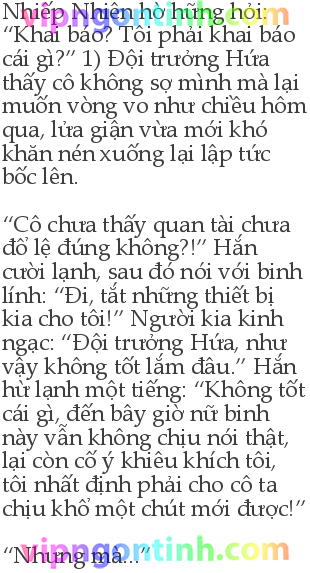 Nhiếp Nhiên hờ hững hỏi:
“Khai báo? Tôi phải khai báo
cái gì?” 1) Đội trưởng Hứa
thấy cô không sợ mình mà lại
muốn vòng vo như chiều hôm
qua, lửa giận vừa mới khó
khăn nén xuống lại lập tức
bốc lên.
“Cô chưa thấy quan tài chưa
đổ lệ đúng không?!” Hắn
cười lạnh, sau đó nói với binh
lính: “Đi, tắt những thiết bị
kia cho tôi!” Người kia kinh
ngạc: “Đội trưởng Hứa, như
vậy không tốt lắm đâu.” Hắn
hừ lạnh một tiếng: “Không tốt
cái gì, đến bây giờ nữ binh
này vẫn không chịu nói thật,
lại còn cố ý khiêu khích tôi,
tôi nhất định phải cho cô ta
chịu khổ một chút mới được!”
“Nhưng mà...”
vipngontinh.com
vipngontinh.com
vipngontinh.com